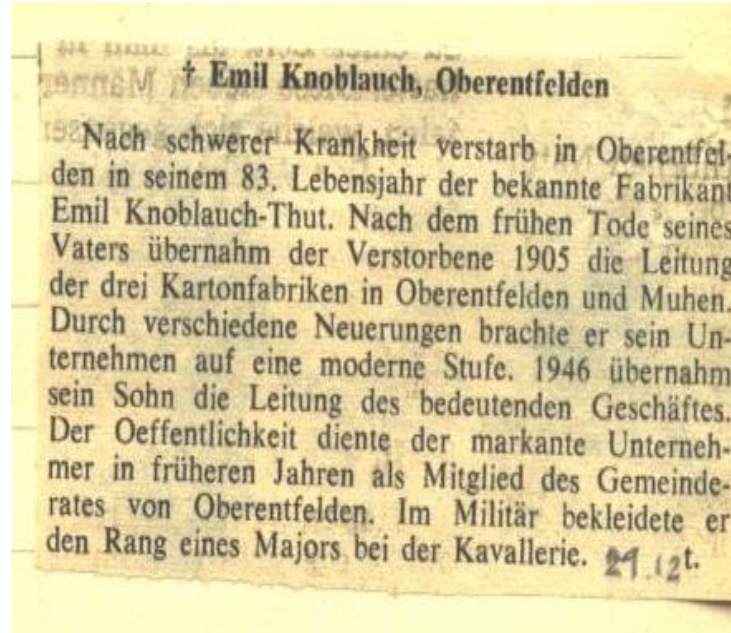 † Emil Knoblauch, Oberentfelden
Nach schwerer Krankheit verstarb in Oberentfel-
den in seinem 83. Lebensjahr der bekannte Fabrikant
Emil Knoblauch-Thut. Nach dem frühen Tode seines
Vaters übernahm der Verstorbene 1905 die Leitung
der drei Kartonfabriken in Oberentfelden und Muhen.
Durch verschiedene Neuerungen brachte er sein Un-
ternehmen auf eine moderne Stufe. 1946 übernahm
sein Sohn die Leitung des bedeutenden Geschäftes.
Der Oeffentlichkeit diente der markante Unterneh-
mer in früheren Jahren als Mitglied des Gemeinde-
rates von Oberentfelden. Im Militär bekleidete er
den Rang eines Majors bei der Kavallerie. 29.12 t.